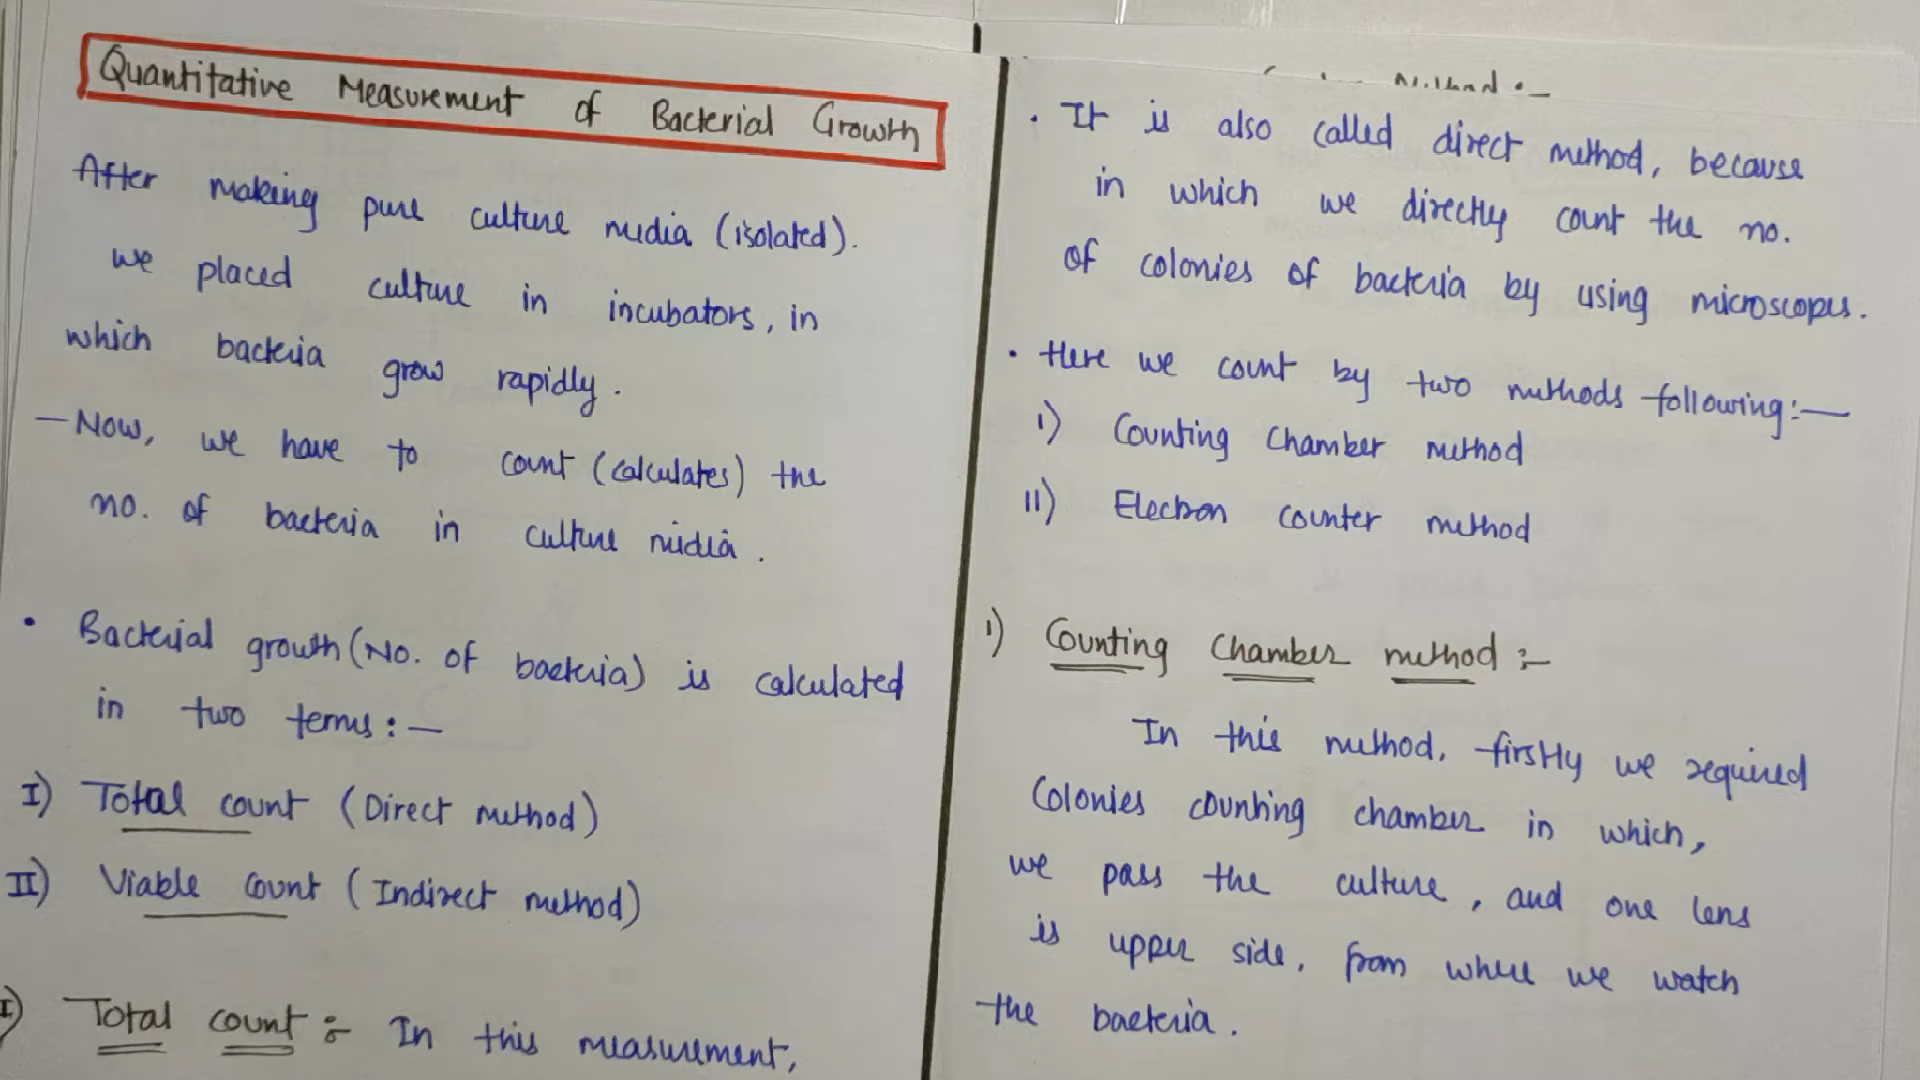 Quantitative Measurement of Bacterial Growth
After making pure culture media (isolated).
we placed culture in incubators, in
which bacteria grow rapidly.
— Now, we have to count (calculates) the
no. of bacteria in culture media.
• Bacterial growth (No. of bacteria) is calculated
in two terms :—
I) Total count (Direct method)
II) Viable count (Indirect method)
I) Total count :- In this measurement,
• It is also called direct method, because
in which we directly count the no.
of colonies of bacteria by using microscopes.
• Here we count by two methods following :—
i) Counting Chamber method
ii) Electron counter method
i) Counting Chamber method :-
In this method, firstly we required
Colonies counting chamber in which,
we pass the culture, and one lens
is upper side, from where we watch
the bacteria.